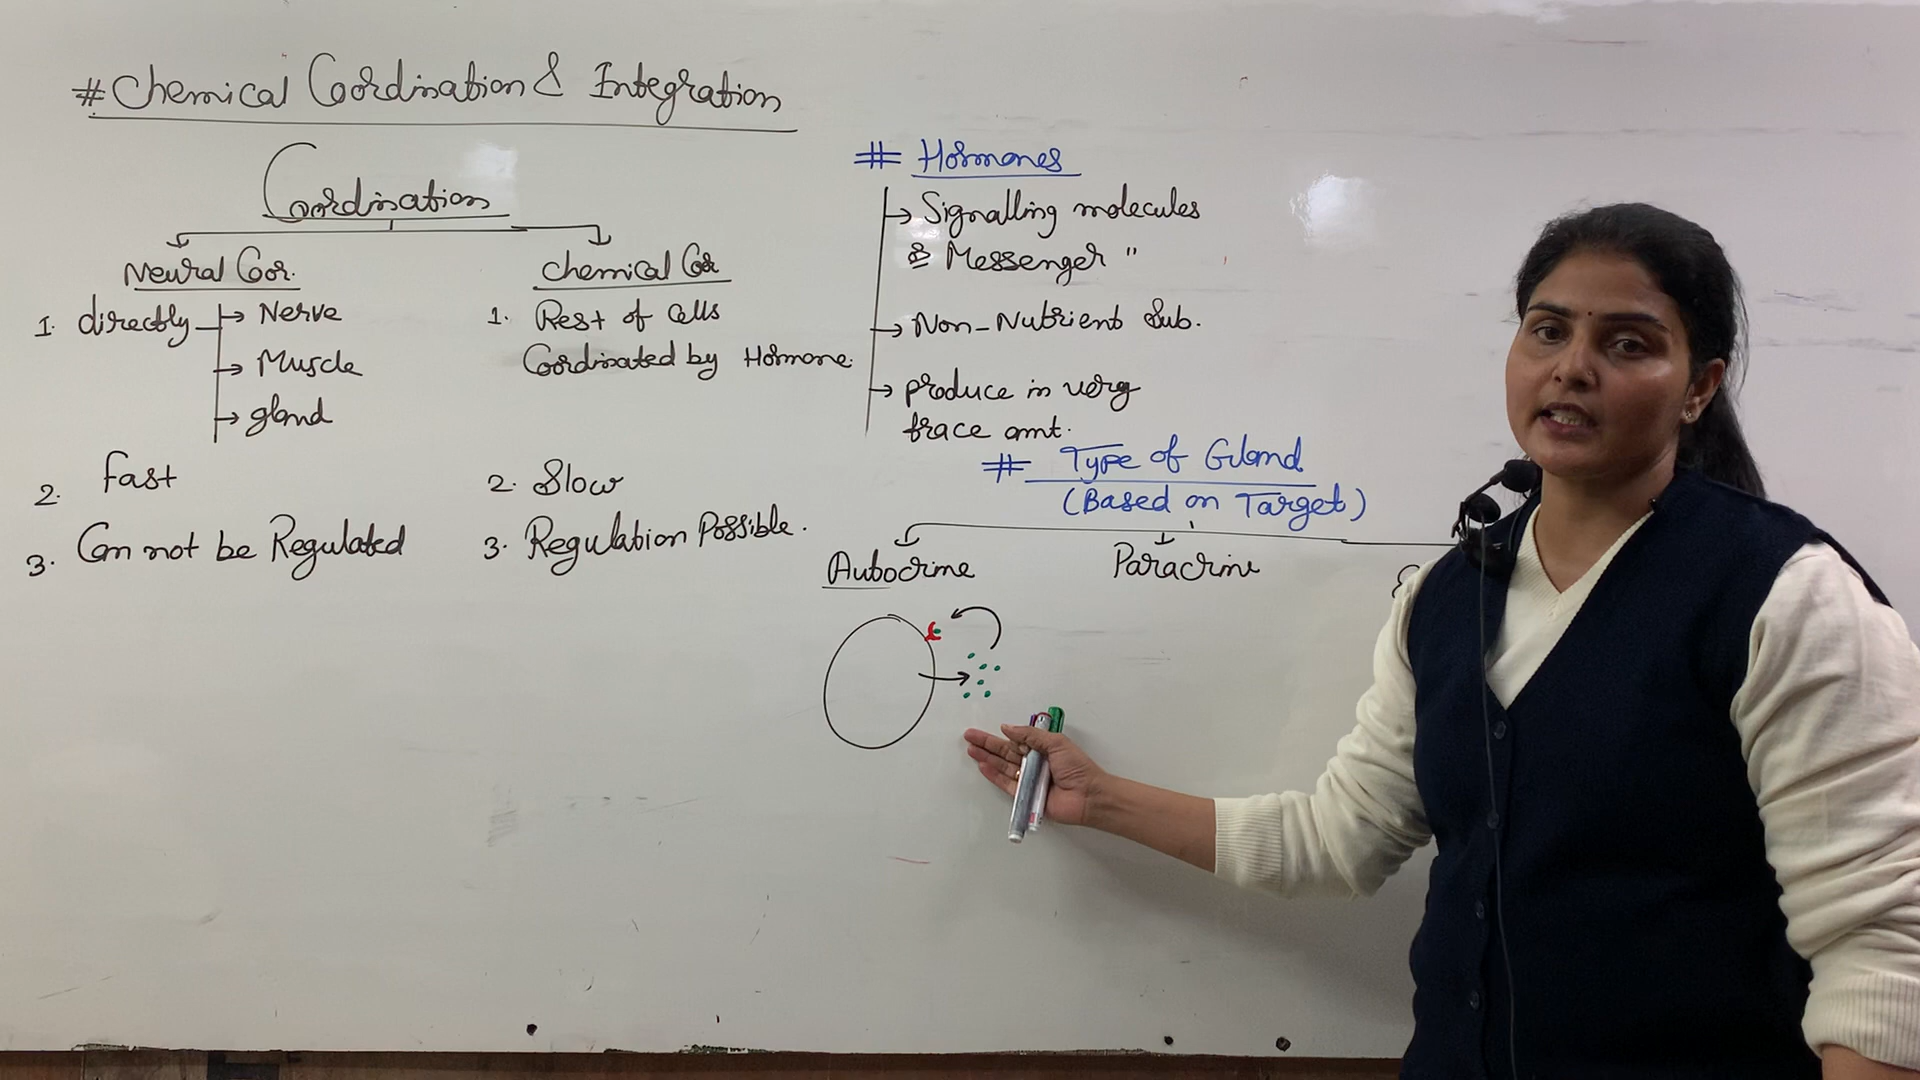 # Chemical Coordination & Integration
Coordination
Neural Cor.
1. directly → Nerve
→ Muscle
→ gland
2. fast
3. Can not be Regulated
Chemical Cor
1. Rest of Cells
Cordinated by Hormone.
2. Slow
3. Regulation Possible.
# Hormones
→ Signalling molecules
& Messenger "
→ Non-Nutrient Sub.
→ produce in very
trace amt.
# Type of Gland
(Based on Target)
Autocrine
Paracrine